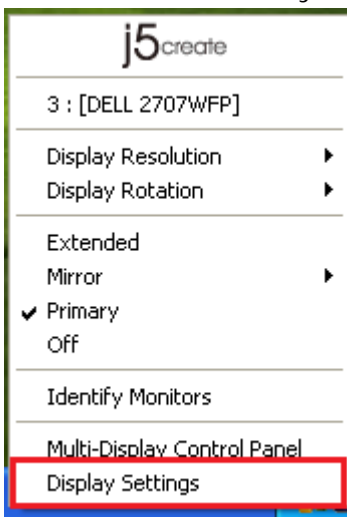 j5create
3 : [DELL 2707WFP]
Display Resolution
Display Rotation
Extended
Mirror
Primary
Off
Identify Monitors
Multi-Display Control Panel
Display Settings